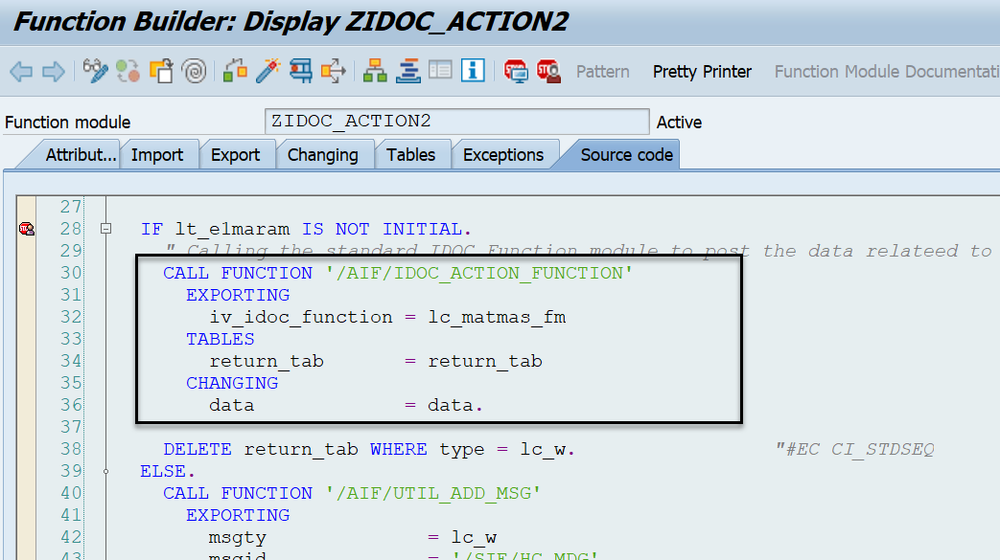 Function Builder: Display ZIDOC_ACTION2
Pattern Pretty Printer Function Module Documentati
Function module ZIDOC_ACTION2 Active
Attribut... Import Export Changing Tables Exceptions Source code
27
28 IF lt_e1maram IS NOT INITIAL.
29 " Calling the standard IDOC Function module to post the data relateed to
30 CALL FUNCTION '/AIF/IDOC_ACTION_FUNCTION'
31 EXPORTING
32 iv_idoc_function = lc_matmas_fm
33 TABLES
34 return_tab = return_tab
35 CHANGING
36 data = data.
37
38 DELETE return_tab WHERE type = lc_w. "#EC CI_STDSEQ
39 ELSE.
40 CALL FUNCTION '/AIF/UTIL_ADD_MSG'
41 EXPORTING
42 msgty = lc_w
43 msgid = '/SIF/HC_MDG'